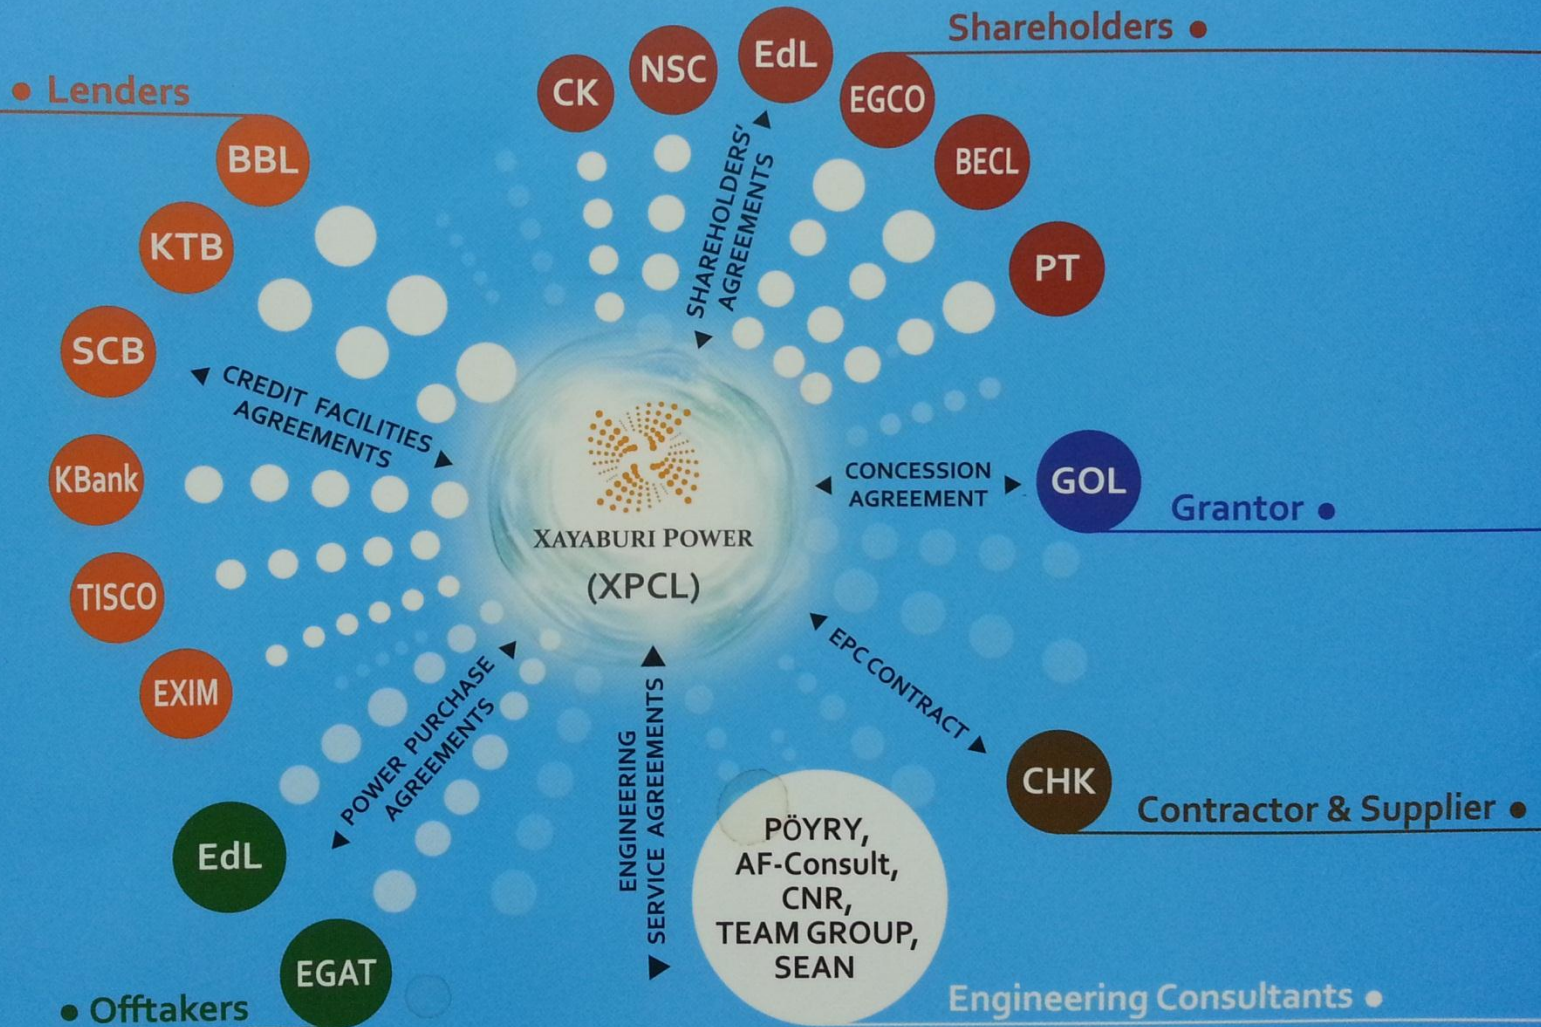 Shareholders
CK
NSC
EdL
EGCO
BECL
PT
SHAREHOLDERS'
AGREEMENTS
Lenders
BBL
KTB
SCB
KBank
TISCO
EXIM
CREDIT FACILITIES
AGREEMENTS
XAYABURI POWER
(XPCL)
CONCESSION
AGREEMENT
GOL
Grantor
EPC CONTRACT
CHK
Contractor & Supplier
POWER PURCHASE
AGREEMENTS
EdL
EGAT
Offtakers
ENGINEERING
SERVICE AGREEMENTS
PÖYRY,
AF-Consult,
CNR,
TEAM GROUP,
SEAN
Engineering Consultants